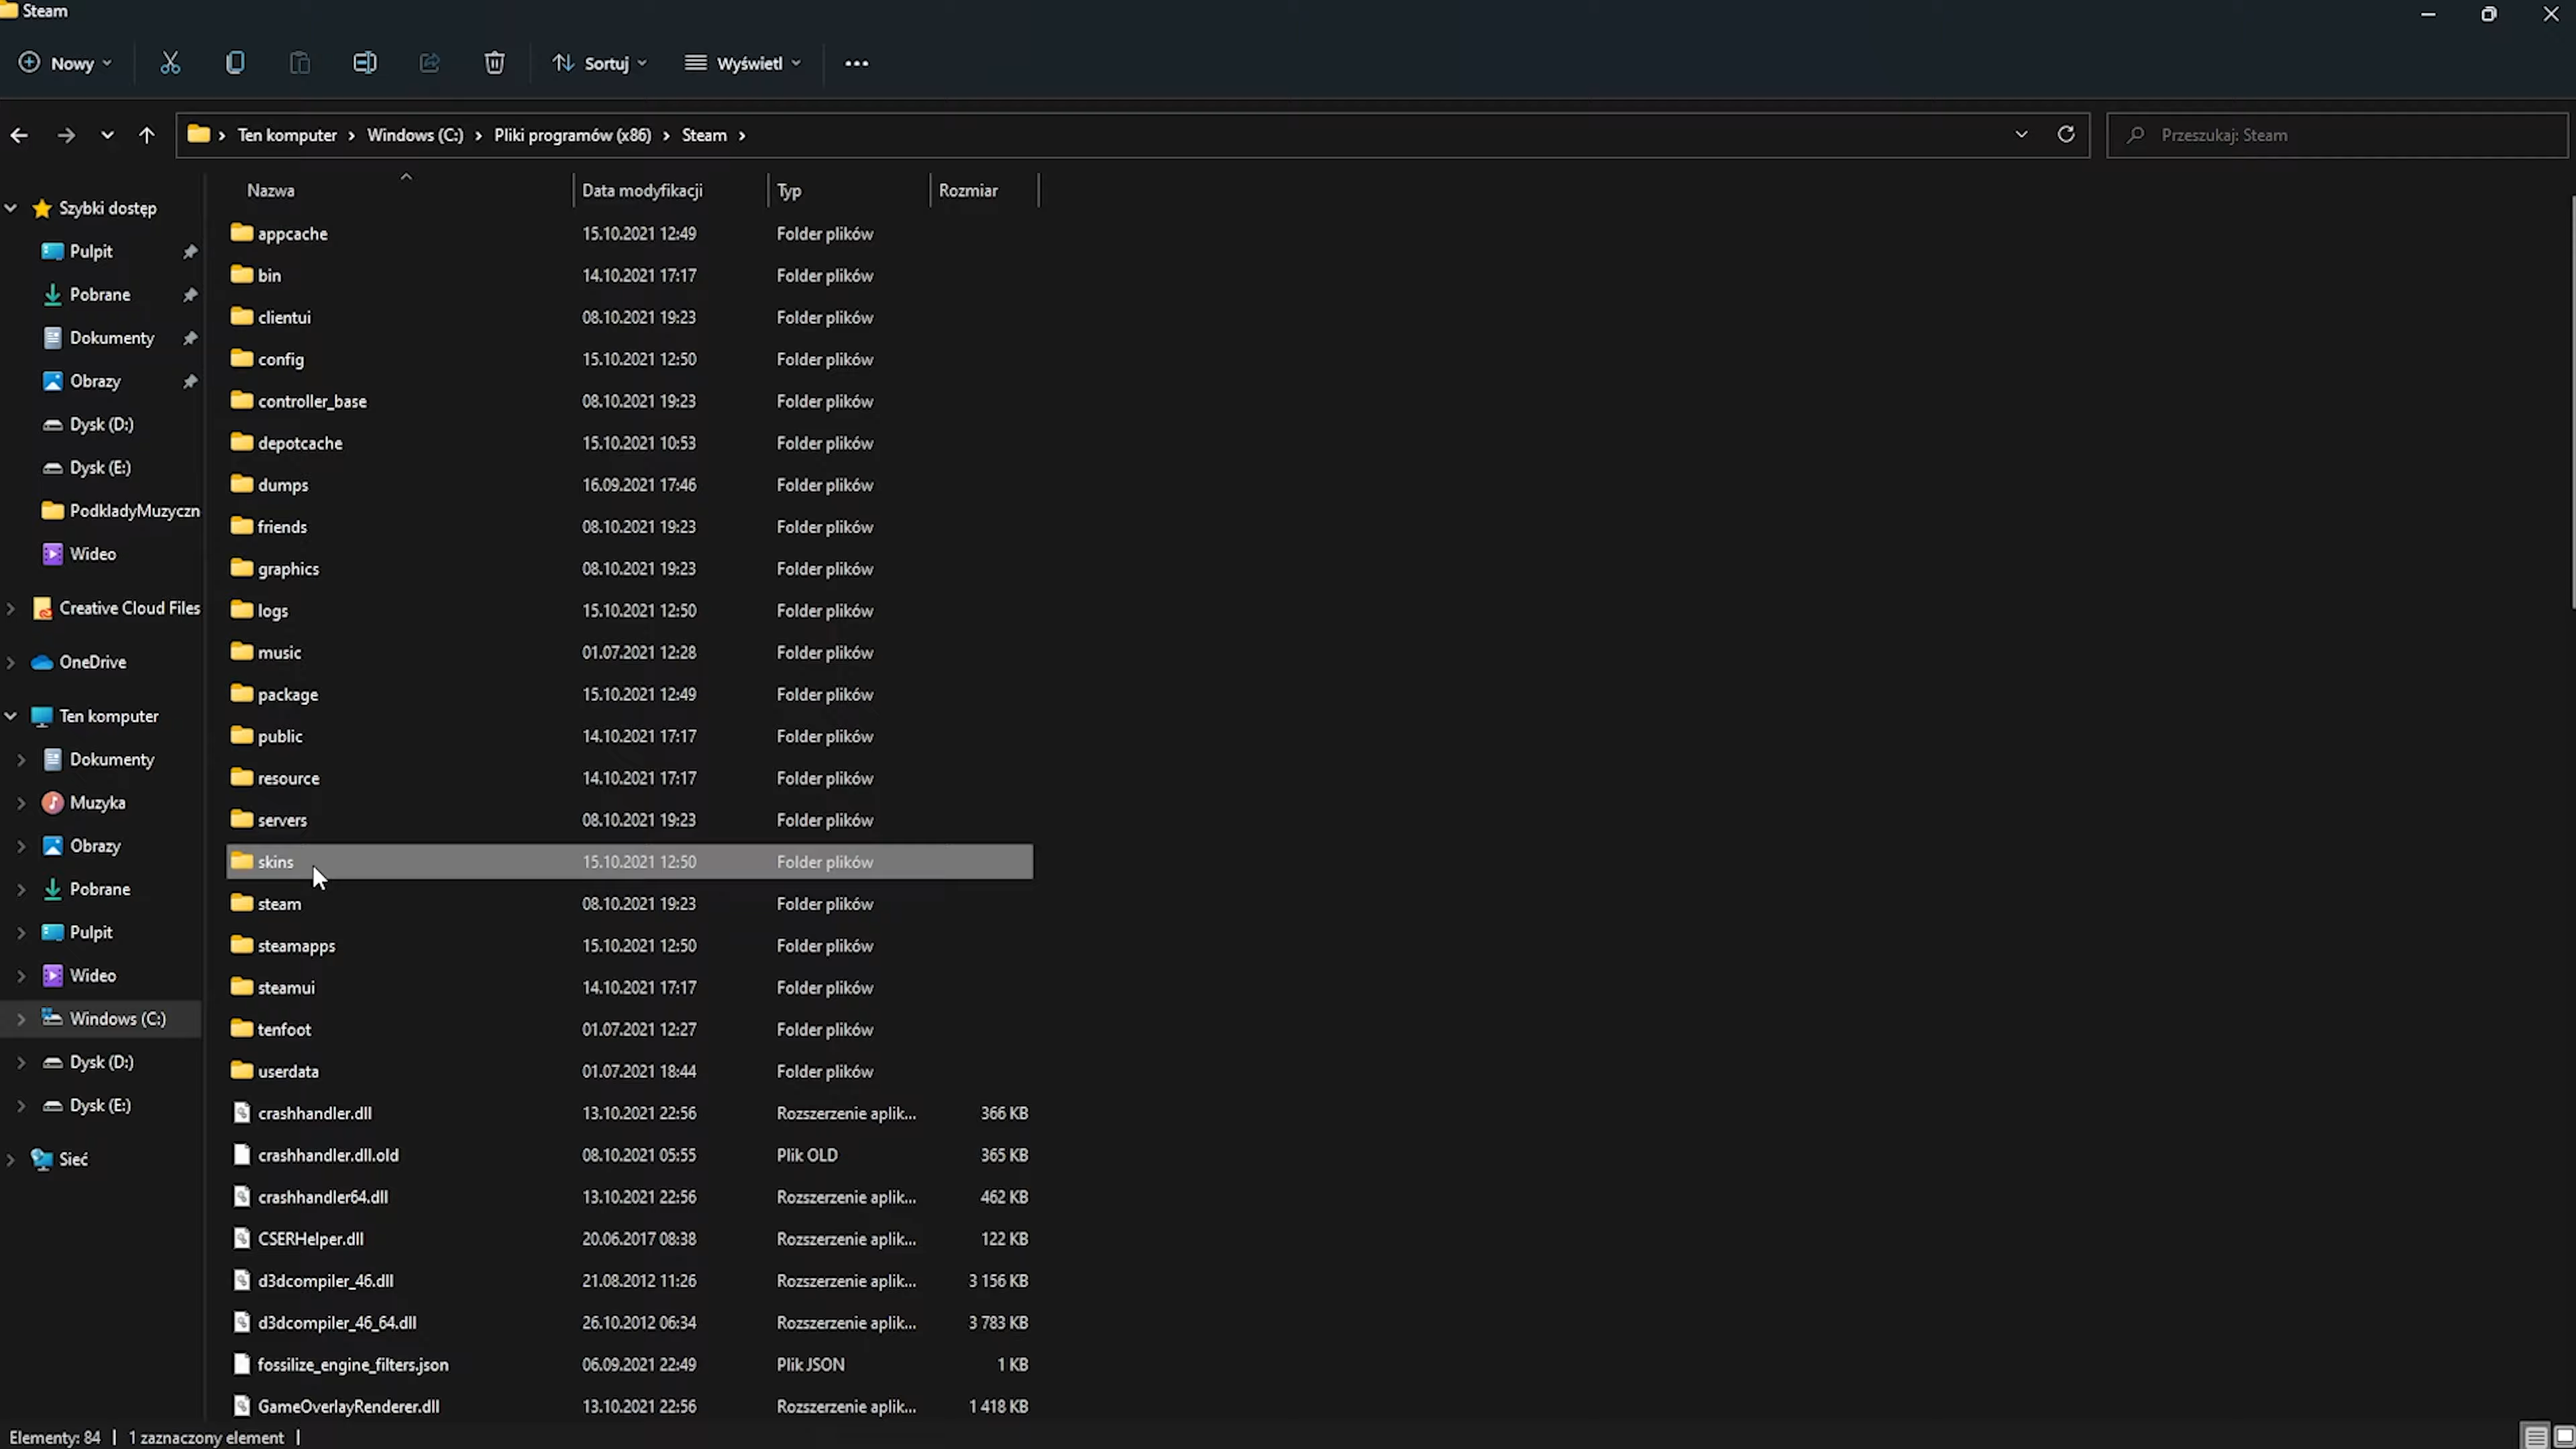 Steam
Nowy
Sortuj
Wyświetl
Ten komputer > Windows (C:) > Pliki programów (x86) > Steam >
Przeszukaj: Steam
Szybki dostęp
Pulpit
Pobrane
Dokumenty
Obrazy
Dysk (D:)
Dysk (E:)
PodkladyMuzyczn
Wideo
Creative Cloud Files
OneDrive
Ten komputer
Dokumenty
Muzyka
Obrazy
Pobrane
Pulpit
Wideo
Windows (C:)
Dysk (D:)
Dysk (E:)
Sieć
Nazwa Data modyfikacji Typ Rozmiar
appcache 15.10.2021 12:49 Folder plików
bin 14.10.2021 17:17 Folder plików
clientui 08.10.2021 19:23 Folder plików
config 15.10.2021 12:50 Folder plików
controller_base 08.10.2021 19:23 Folder plików
depotcache 15.10.2021 10:53 Folder plików
dumps 16.09.2021 17:46 Folder plików
friends 08.10.2021 19:23 Folder plików
graphics 08.10.2021 19:23 Folder plików
logs 15.10.2021 12:50 Folder plików
music 01.07.2021 12:28 Folder plików
package 15.10.2021 12:49 Folder plików
public 14.10.2021 17:17 Folder plików
resource 14.10.2021 17:17 Folder plików
servers 08.10.2021 19:23 Folder plików
skins 15.10.2021 12:50 Folder plików
steam 08.10.2021 19:23 Folder plików
steamapps 15.10.2021 12:50 Folder plików
steamui 14.10.2021 17:17 Folder plików
tenfoot 01.07.2021 12:27 Folder plików
userdata 01.07.2021 18:44 Folder plików
crashhandler.dll 13.10.2021 22:56 Rozszerzenie aplik... 366 KB
crashhandler.dll.old 08.10.2021 05:55 Plik OLD 365 KB
crashhandler64.dll 13.10.2021 22:56 Rozszerzenie aplik... 462 KB
CSERHelper.dll 20.06.2017 08:38 Rozszerzenie aplik... 122 KB
d3dcompiler_46.dll 21.08.2012 11:26 Rozszerzenie aplik... 3 156 KB
d3dcompiler_46_64.dll 26.10.2012 06:34 Rozszerzenie aplik... 3 783 KB
fossilize_engine_filters.json 06.09.2021 22:49 Plik JSON 1 KB
GameOverlayRenderer.dll 13.10.2021 22:56 Rozszerzenie aplik... 1 418 KB
Elementy: 84 | 1 zaznaczony element |